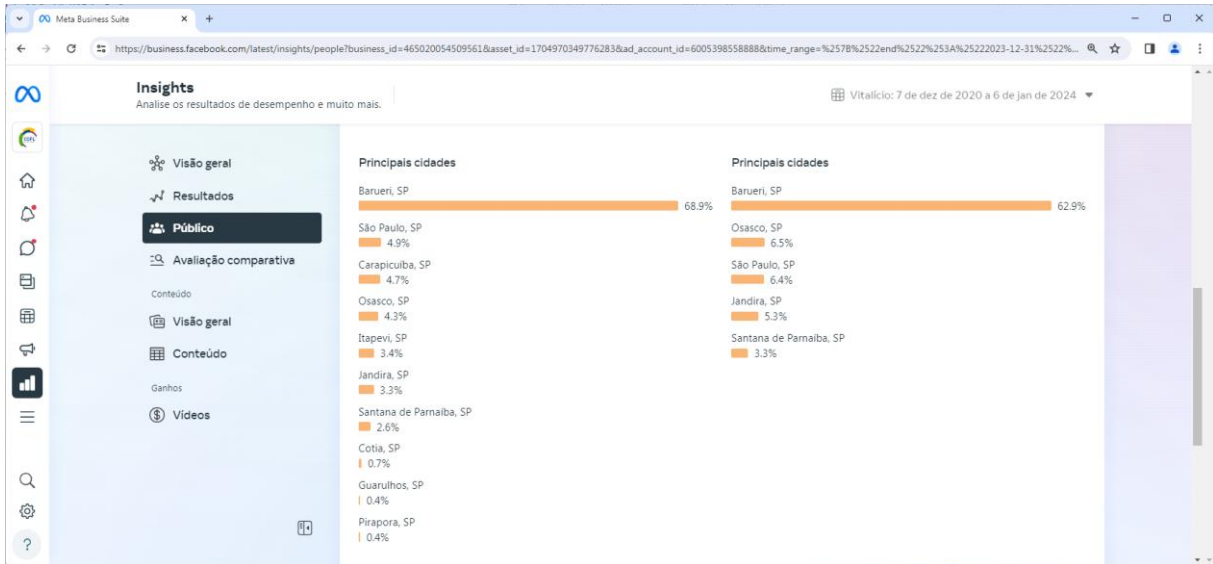 Meta Business Suite
https://business.facebook.com/latest/insights/people?business_id=465020054509561&asset_id=1704970349776283&ad_account_id=6005398558888&time_range=%257B%2522end%2522%253A%25222023-12-31%2522%...
Insights
Analise os resultados de desempenho e muito mais.
Vitalício: 7 de dez de 2020 a 6 de jan de 2024
Visão geral
Resultados
Público
Avaliação comparativa
Conteúdo
Visão geral
Conteúdo
Ganhos
Vídeos
Principais cidades
Barueri, SP
68.9%
São Paulo, SP
4.9%
Carapicuíba, SP
4.7%
Osasco, SP
4.3%
Itapevi, SP
3.4%
Jandira, SP
3.3%
Santana de Parnaíba, SP
2.6%
Cotia, SP
0.7%
Guarulhos, SP
0.4%
Pirapora, SP
0.4%
Principais cidades
Barueri, SP
62.9%
Osasco, SP
6.5%
São Paulo, SP
6.4%
Jandira, SP
5.3%
Santana de Parnaíba, SP
3.3%